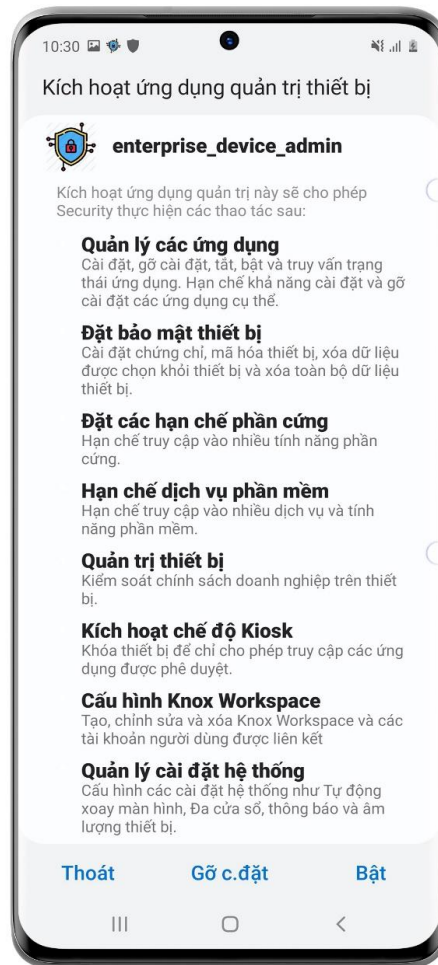 10:30
Kích hoạt ứng dụng quản trị thiết bị
enterprise_device_admin
Kích hoạt ứng dụng quản trị này sẽ cho phép
Security thực hiện các thao tác sau:
Quản lý các ứng dụng
Cài đặt, gỡ cài đặt, tắt, bật và truy vấn trạng
thái ứng dụng. Hạn chế khả năng cài đặt và gỡ
cài đặt các ứng dụng cụ thể.
Đặt bảo mật thiết bị
Cài đặt chứng chỉ, mã hóa thiết bị, xóa dữ liệu
được chọn khỏi thiết bị và xóa toàn bộ dữ liệu
thiết bị.
Đặt các hạn chế phần cứng
Hạn chế truy cập vào nhiều tính năng phần
cứng.
Hạn chế dịch vụ phần mềm
Hạn chế truy cập vào nhiều dịch vụ và tính
năng phần mềm.
Quản trị thiết bị
Kiểm soát chính sách doanh nghiệp trên thiết
bị.
Kích hoạt chế độ Kiosk
Khóa thiết bị để chỉ cho phép truy cập các ứng
dụng được phê duyệt.
Cấu hình Knox Workspace
Tạo, chỉnh sửa và xóa Knox Workspace và các
tài khoản người dùng được liên kết
Quản lý cài đặt hệ thống
Cấu hình các cài đặt hệ thống như Tự động
xoay màn hình, Đa cửa sổ, thông báo và âm
lượng thiết bị.
Thoát Gỡ c.đặt Bật